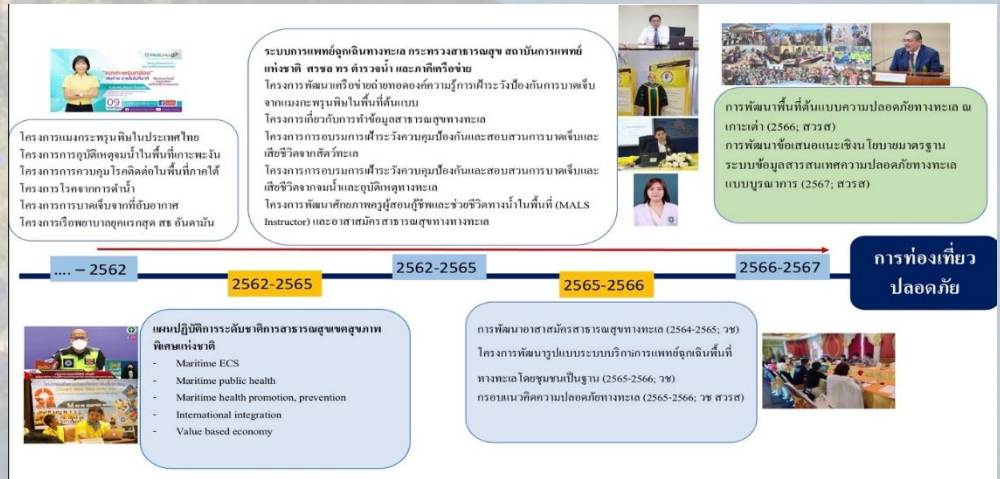 โครงการแมงกะพรุนพิษในประเทศไทย
โครงการการอุบัติเหตุจมน้ำในพื้นที่เกาะพะงัน
โครงการการควบคุมโรคติดต่อในพื้นที่ภาคใต้
โครงการโรคจากการดำน้ำ
โครงการการบาดเจ็บจากที่อับอากาศ
โครงการเรือพยาบาลยุคแรกสุด สธ อันดามัน
ระบบการแพทย์ฉุกเฉินทางทะเล กระทรวงสาธารณสุข สถาบันการแพทย์
แห่งชาติ ศรชล ทร ตำรวจน้ำ และภาคีเครือข่าย
โครงการพัฒนาเครือข่ายถ่ายทอดองค์ความรู้การเฝ้าระวังป้องกันการบาดเจ็บ
จากแมงกะพรุนพิษในพื้นที่ต้นแบบ
โครงการเกี่ยวกับการทำข้อมูลสาธารณสุขทางทะเล
โครงการการอบรมการเฝ้าระวังควบคุมป้องกันและสอบสวนการบาดเจ็บและ
เสียชีวิตจากสัตว์ทะเล
โครงการการอบรมการเฝ้าระวังควบคุมป้องกันและสอบสวนการบาดเจ็บและ
เสียชีวิตจากจมน้ำและอุบัติเหตุทางทะเล
โครงการพัฒนาศักยภาพครูผู้สอนกู้ชีพและช่วยชีวิตทางน้ำในพื้นที่ (MALS
Instructor) และอาสาสมัครสาธารณสุขทางทางทะเล
การพัฒนาพื้นที่ต้นแบบความปลอดภัยทางทะเล ณ
เกาะเต่า (2566; สวรส)
การพัฒนาข้อเสนอแนะเชิงนโยบายมาตรฐาน
ระบบข้อมูลสารสนเทศความปลอดภัยทางทะเล
แบบบูรณาการ (2567; สวรส)
.... – 2562
2562-2565
2562-2565
2565-2566
2566-2567
การท่องเที่ยว
ปลอดภัย
แผนปฏิบัติการระดับชาติการสาธารณสุขเขตสุขภาพ
พิเศษแห่งชาติ
- Maritime ECS
- Maritime public health
- Maritime health promotion, prevention
- International integration
- Value based economy
การพัฒนาอาสาสมัครสาธารณสุขทางทะเล (2564-2565; วช)
โครงการพัฒนารูปแบบระบบบริการการแพทย์ฉุกเฉินพื้นที่
ทางทะเลโดยชุมชนเป็นฐาน (2565-2566; วช)
กรอบแนวคิดความปลอดภัยทางทะเล (2565-2566; วช สวรส)